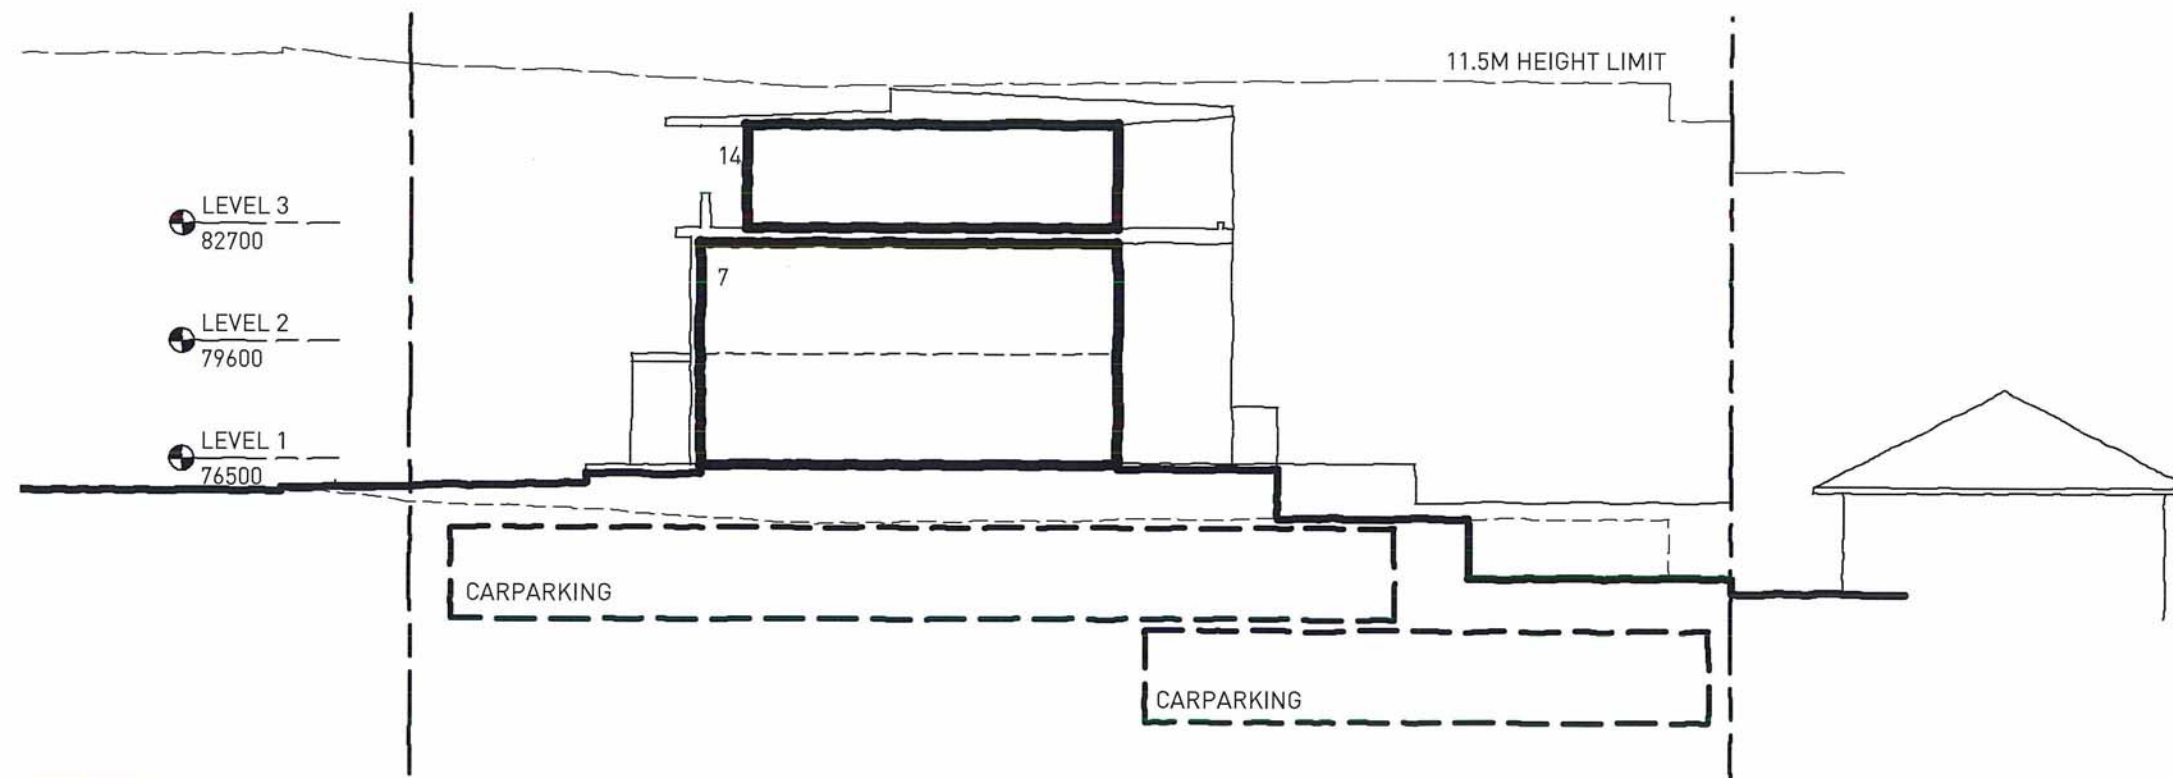 11.5M HEIGHT LIMIT
14
LEVEL 3
82700
7
LEVEL 2
79600
LEVEL 1
76500
CARPARKING
CARPARKING